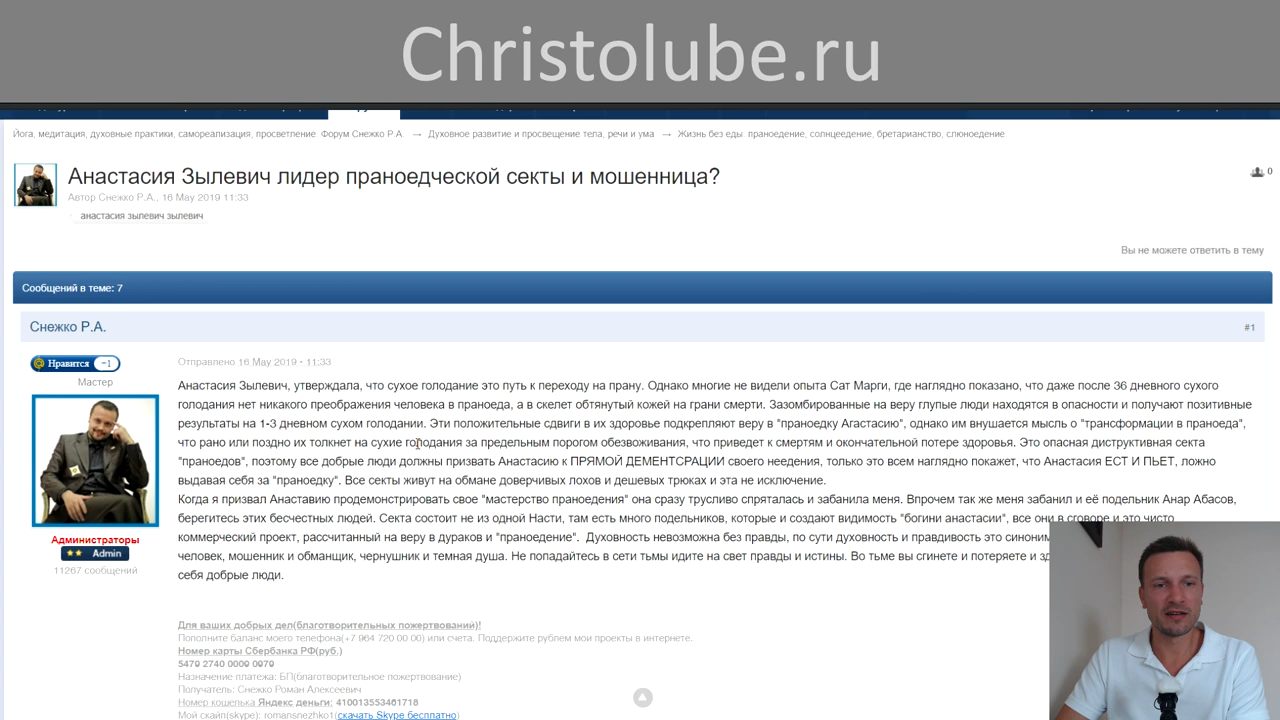 Christolube.ru
Йога, медитация, духовные практики, самореализация, просветление. Форум Снежко Р.А. → Духовное развитие и просвещение тела, речи и ума → Жизнь без еды: праноедение, солнцеедение, бретарианство, слюноедение
Анастасия Зылевич лидер праноедческой секты и мошенница?
0
Автор Снежко Р.А., 16 May 2019 11:33
анастасия зылевич зылевич
Вы не можете ответить в тему
Сообщений в теме: 7
Снежко Р.А.
#1
Нравится -1
Отправлено 16 May 2019 - 11:33
Мастер
Анастасия Зылевич, утверждала, что сухое голодание это путь к переходу на прану. Однако многие не видели опыта Сат Марги, где наглядно показано, что даже после 36 дневного сухого
голодания нет никакого преображения человека в праноеда, а в скелет обтянутый кожей на грани смерти. Зазомбированные на веру глупые люди находятся в опасности и получают позитивные
результаты на 1-3 дневном сухом голодании. Эти положительные сдвиги в их здоровье подкрепляют веру в "праноедку Агастасию", однако им внушается мысль о "трансформации в праноеда",
что рано или поздно их толкнет на сухие голодания за предельным порогом обезвоживания, что приведет к смертям и окончательной потере здоровья. Это опасная диструктивная секта
"праноедов", поэтому все добрые люди должны призвать Анастасию к ПРЯМОЙ ДЕМЕНТСРАЦИИ своего неедения, только это всем наглядно покажет, что Анастасия ЕСТ И ПЬЕТ, ложно
выдавая себя за "праноедку". Все секты живут на обмане доверчивых лохов и дешевых трюках и эта не исключение.
Когда я призвал Анаставию продемонстрировать свое "мастерство праноедения" она сразу трусливо спряталась и забанила меня. Впрочем так же меня забанил и её подельник Анар Абасов,
берегитесь этих бесчестных людей. Секта состоит не из одной Насти, там есть много подельников, которые и создают видимость "богини анастасии", все они в сговоре и это чисто
коммерческий проект, рассчитанный на веру в дураков и "праноедение". Духовность невозможна без правды, по сути духовность и правдивость это
человек, мошенник и обманщик, чернушник и темная душа. Не попадайтесь в сети тьмы идите на свет правды и истины. Во тьме вы сгинете и потеряете и
себя добрые люди.
Администраторы
Admin
11267 сообщений
Для ваших добрых дел(благотворительных пожертвований)!
Пополните баланс моего телефона(+7 964 720 00 00) или счета. Поддержите рублем мои проекты в интернете.
Номер карты Сбербанка РФ(руб.)
5479 2740 0000 0070
Назначение платежа: БП(благотворительное пожертвование)
Получатель: Снежко Роман Алексеевич
Номер кошелька Яндекс деньги: 410013553461718
Мой скайп(skype): romansnezhko1(скачать Skype бесплатно)